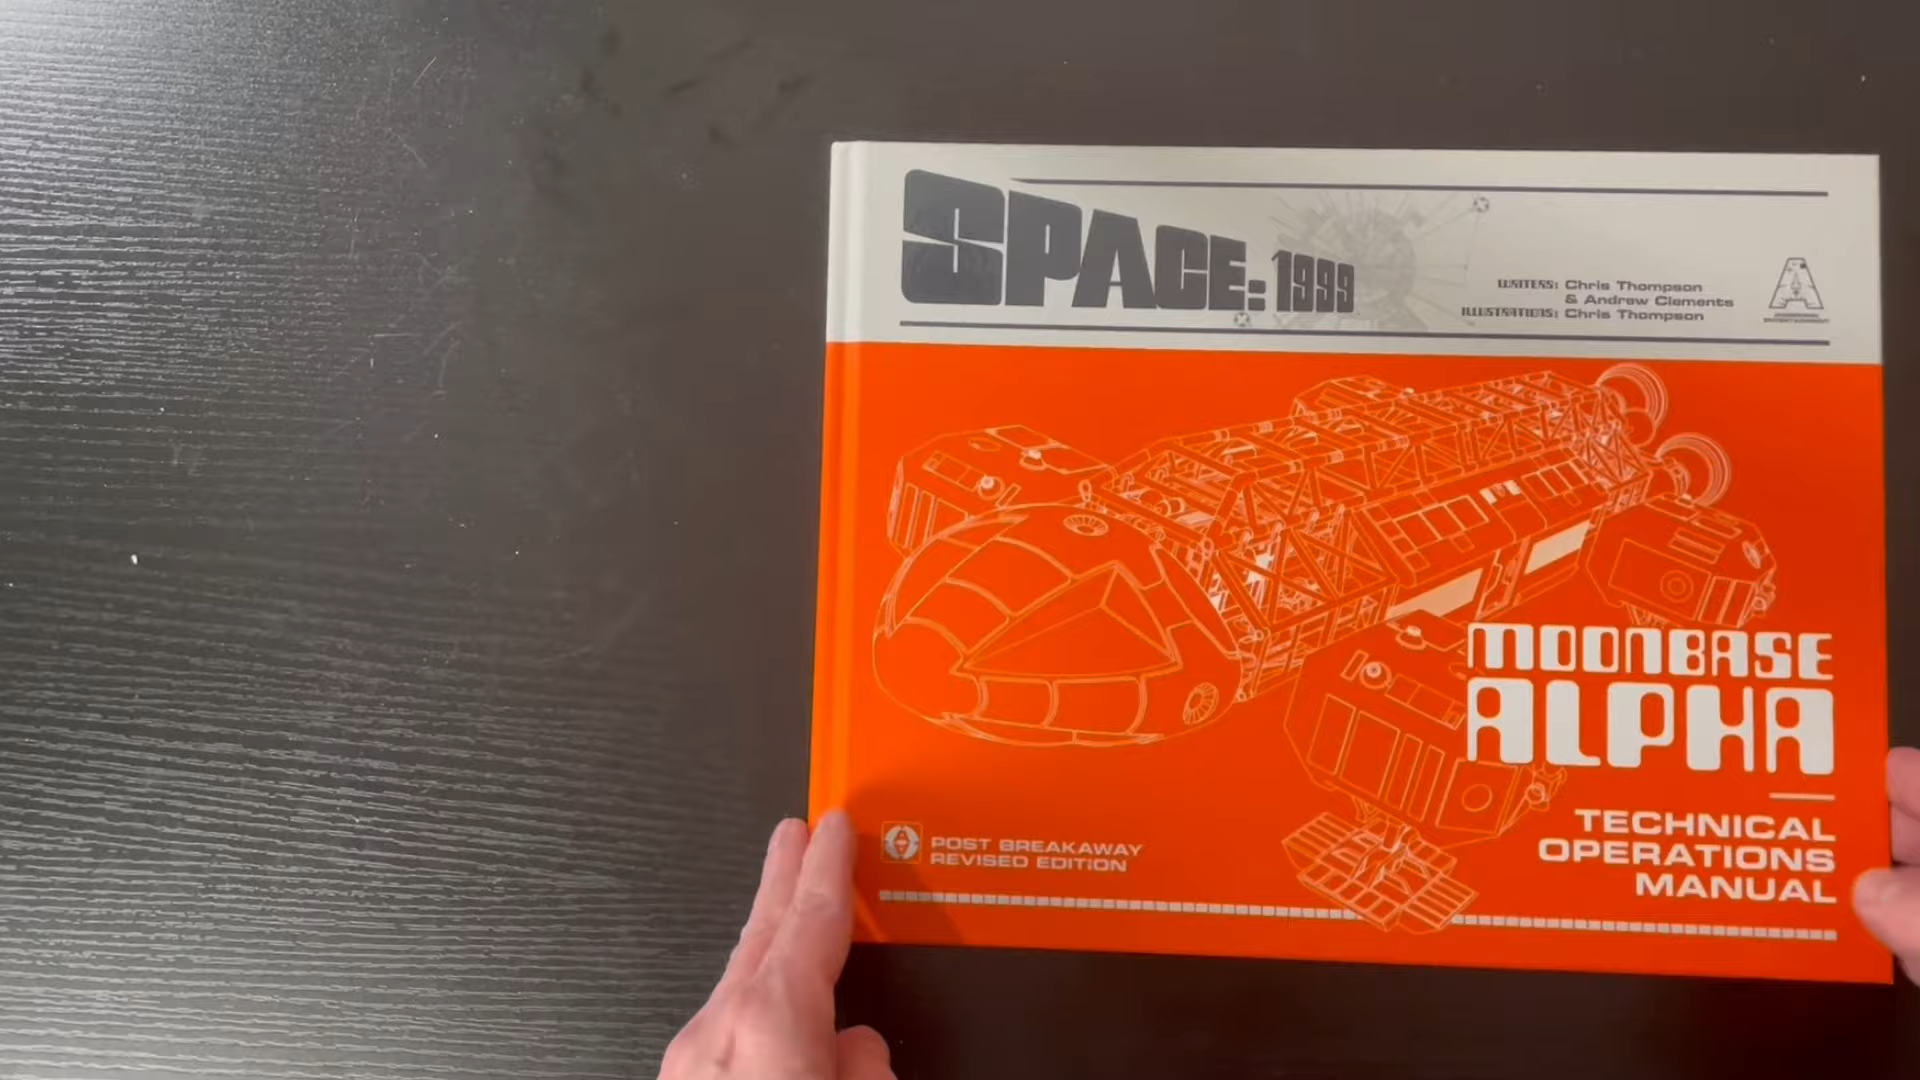 SPACE: 1999
WRITERS: Chris Thompson
& Andrew Clements
ILLUSTRATIONS: Chris Thompson
MOONBASE
ALPHA
TECHNICAL
OPERATIONS
MANUAL
POST BREAKAWAY
REVISED EDITION